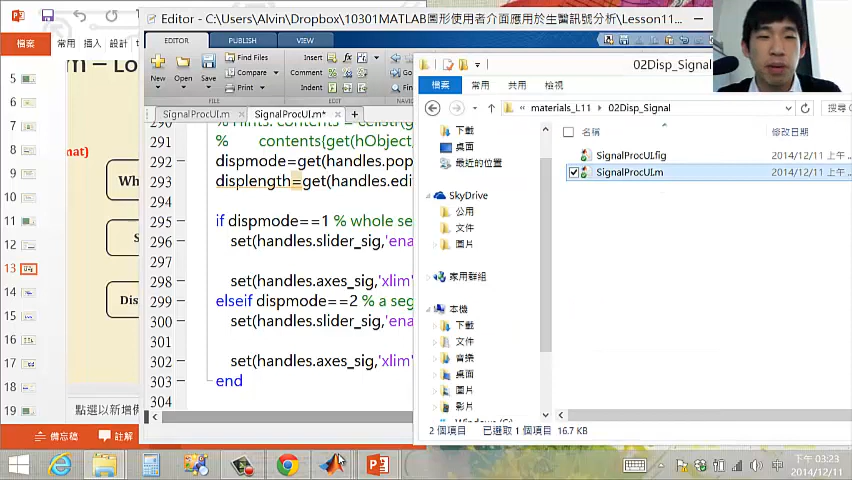 Editor - C:\Users\Alvin\Dropbox\10301MATLAB圖形使用者介面應用於生醫訊號分析\Lesson11...
檔案 插入 設計
EDITOR PUBLISH VIEW
New Open Save
Find Files
Compare
Print
Insert
Comment
Indent
Go To
Find
SignalProcUI.m SignalProcUI.m*
02Disp_Signal
檔案 常用 共用 檢視
materials_L11 02Disp_Signal
搜尋
名稱 修改日期
SignalProcUI.fig 2014/12/11 上午
SignalProcUI.m 2014/12/11 上午
下載
桌面
最近的位置
SkyDrive
公用
文件
圖片
家用群組
本機
下載
文件
音樂
桌面
圖片
影片
2 個項目 已選取 1 個項目 16.7 KB
5
6
7
8
9
10
11
12
13
14
15
16
17
18
19
m – Lo
mat)
Wh
S
Dis
點選以新增備
備忘稿 註解
290
291 % contents{get(hObject,
292 dispmode=get(handles.pop
293 displength=get(handles.edi
294
295 if dispmode==1 % whole se
296 set(handles.slider_sig,'ena
298 set(handles.axes_sig,'xlim
299 elseif dispmode==2 % a seg
300 set(handles.slider_sig,'ena
301
302 set(handles.axes_sig,'xlim
303 end
304
中
下午 03:23
2014/12/11